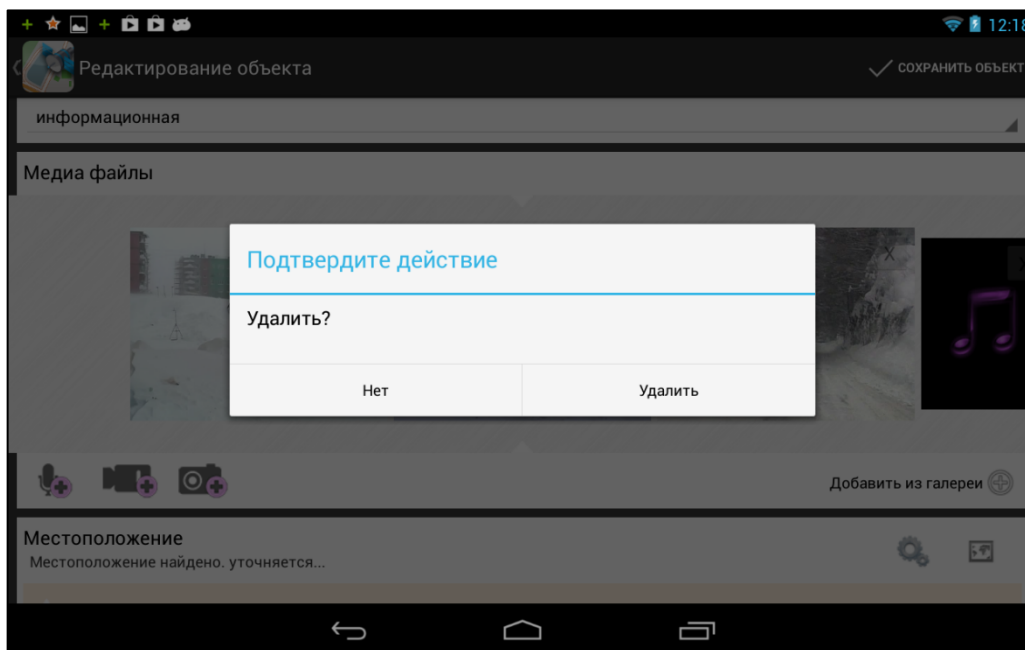 12:18
Редактирование объекта
СОХРАНИТЬ ОБЪЕКТ
информационная
Медиа файлы
X
Подтвердите действие
Удалить?
Нет
Удалить
Добавить из галереи
Местоположение
Местоположение найдено. уточняется...